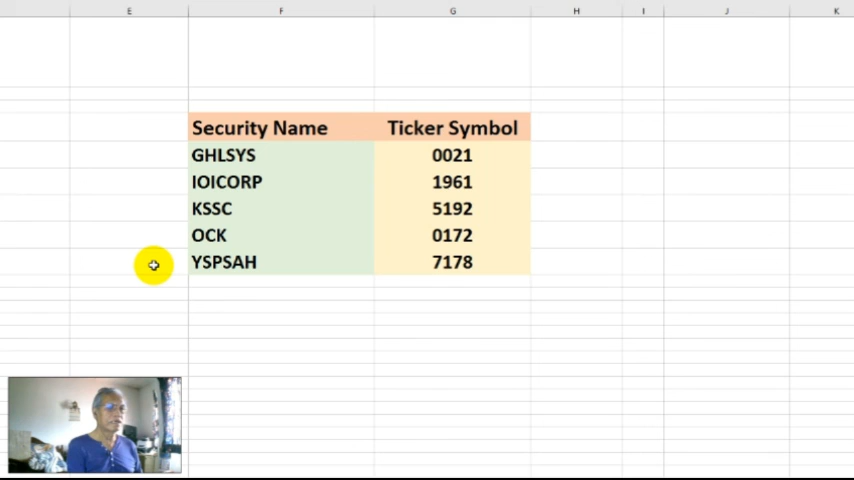 E F G H I J K
Security Name Ticker Symbol
GHLSYS 0021
IOICORP 1961
KSSC 5192
OCK 0172
YSPSAH 7178